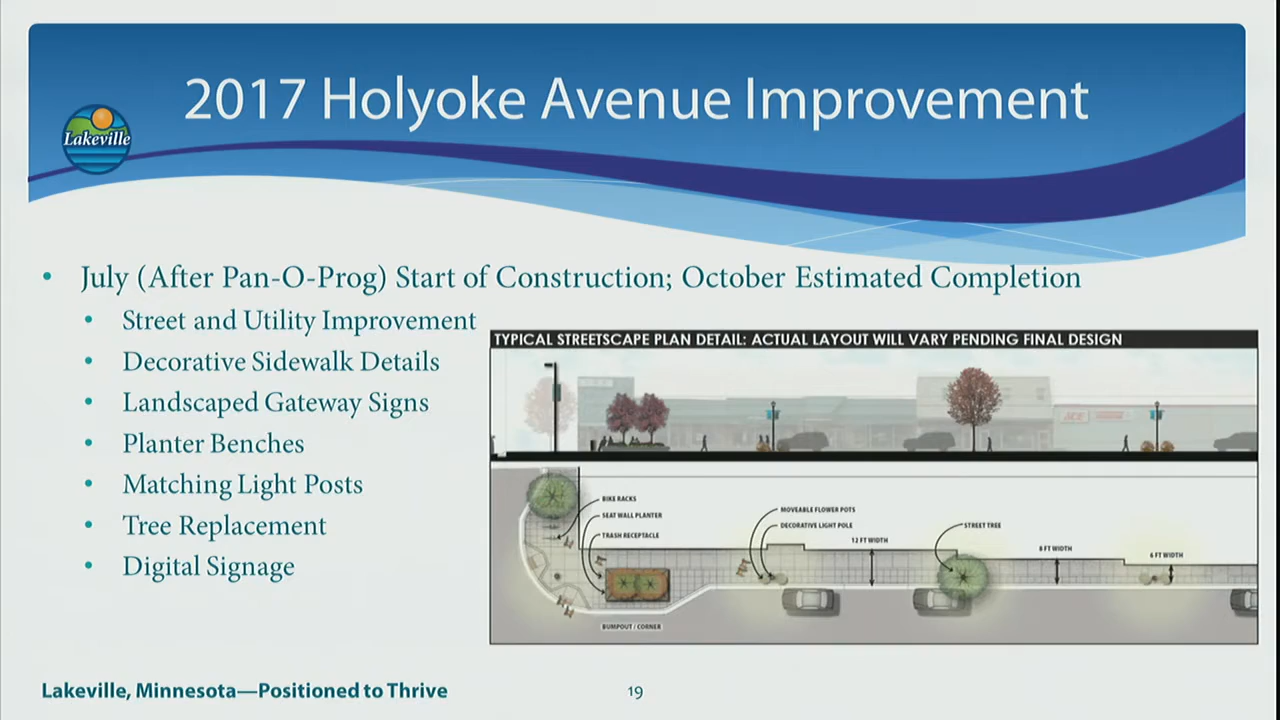 2017 Holyoke Avenue Improvement
Lakeville
• July (After Pan-O-Prog) Start of Construction; October Estimated Completion
• Street and Utility Improvement
• Decorative Sidewalk Details
• Landscaped Gateway Signs
• Planter Benches
• Matching Light Posts
• Tree Replacement
• Digital Signage
TYPICAL STREETSCAPE PLAN DETAIL: ACTUAL LAYOUT WILL VARY PENDING FINAL DESIGN
ACE
BIKE RACKS
SEAT WALL PLANTER
TRASH RECEPTACLE
MOVEABLE FLOWER POTS
DECORATIVE LIGHT POLE
12 FT WIDTH
STREET TREE
8 FT WIDTH
6 FT WIDTH
BUMPOUT / CORNER
Lakeville, Minnesota—Positioned to Thrive
19